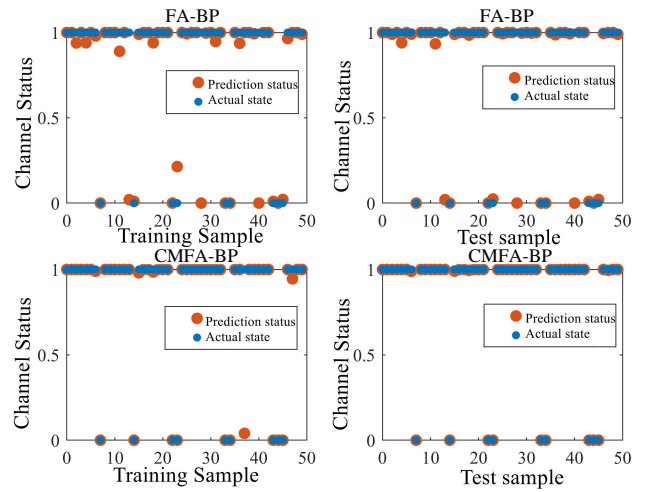 FA-BP
Channel Status
1
0.5
0
Prediction status
Actual state
0 10 20 30 40 50
Training Sample
FA-BP
Channel Status
1
0.5
0
Prediction status
Actual state
0 10 20 30 40 50
Test sample
CMFA-BP
Channel Status
1
0.5
0
Prediction status
Actual state
0 10 20 30 40 50
Training Sample
CMFA-BP
Channel Status
1
0.5
0
Prediction status
Actual state
0 10 20 30 40 50
Test sample